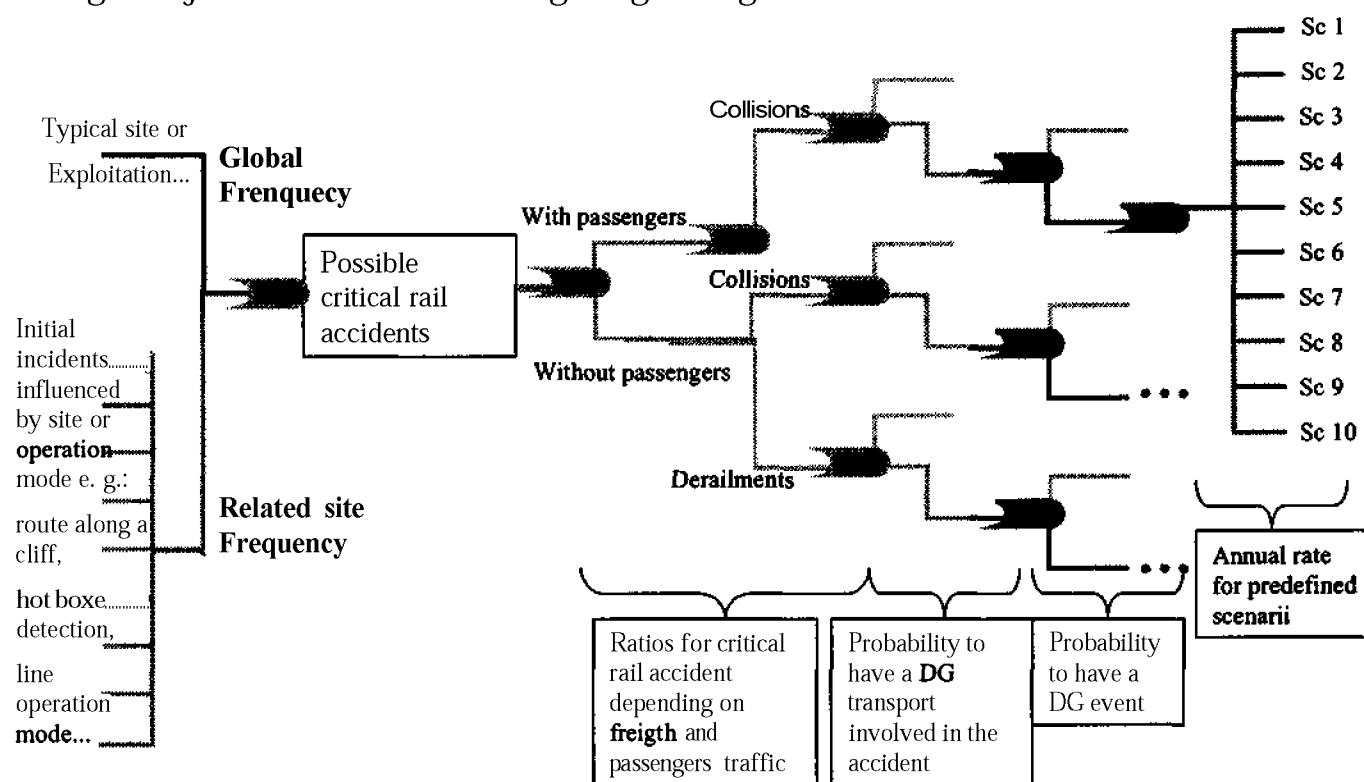 Typical site or
Exploitation...
Global
Frenquecy
Initial
incidents
influenced
by site or
operation
mode e. g.:
route along a
cliff,
hot boxe
detection,
line
operation
mode...
Related site
Frequency
Possible
critical rail
accidents
With passengers
Without passengers
Collisions
Collisions
Derailments
Sc 1
Sc 2
Sc 3
Sc 4
Sc 5
Sc 6
Sc 7
Sc 8
Sc 9
Sc 10
Ratios for critical
rail accident
depending on
freigth and
passengers traffic
Probability to
have a DG
transport
involved in the
accident
Probability
to have a
DG event
Annual rate
for predefined
scenarii